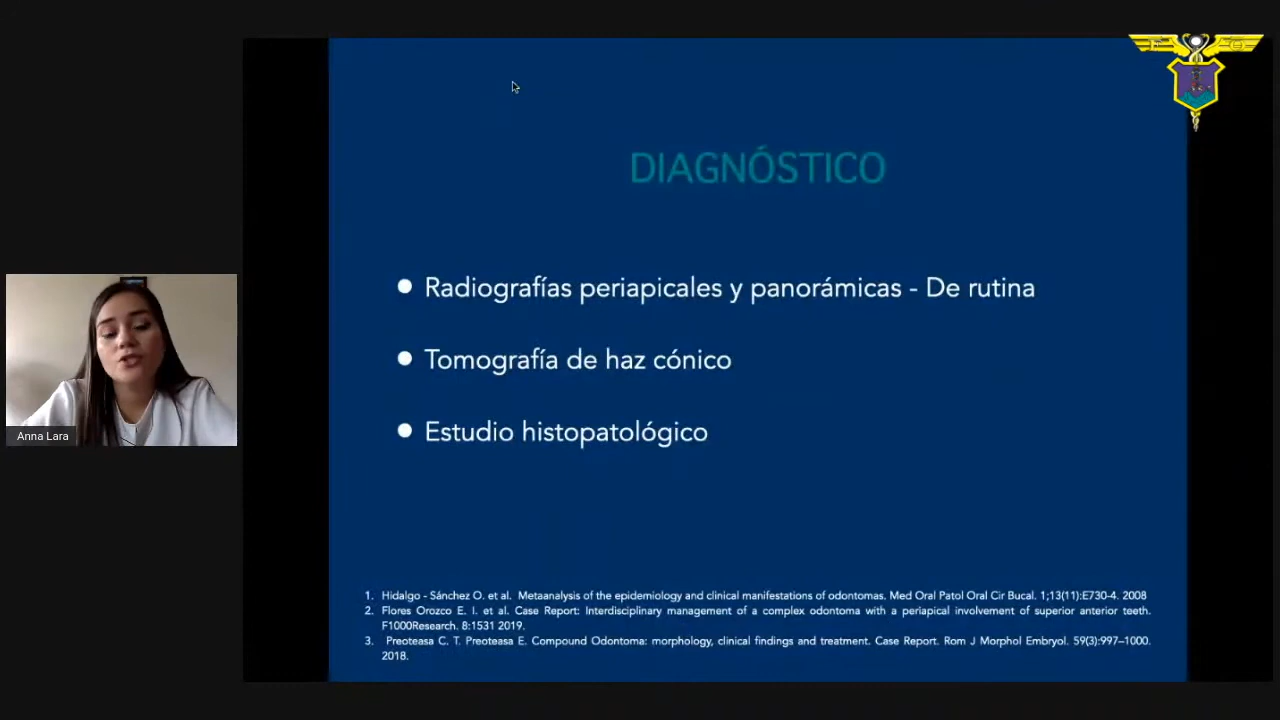 DIAGNÓSTICO
● Radiografías periapicales y panorámicas - De rutina
● Tomografía de haz cónico
● Estudio histopatológico
Anna Lara
1. Hidalgo - Sánchez O. et al. Metaanalysis of the epidemiology and clinical manifestations of odontomas. Med Oral Patol Oral Cir Bucal. 1;13(11):E730-4. 2008
2. Flores Orozco E. I. et al. Case Report: Interdisciplinary management of a complex odontoma with a periapical involvement of superior anterior teeth.
F1000Research. 8:1531 2019.
3. Preoteasa C. T. Preoteasa E. Compound Odontoma: morphology, clinical findings and treatment. Case Report. Rom J Morphol Embryol. 59(3):997–1000.
2018.